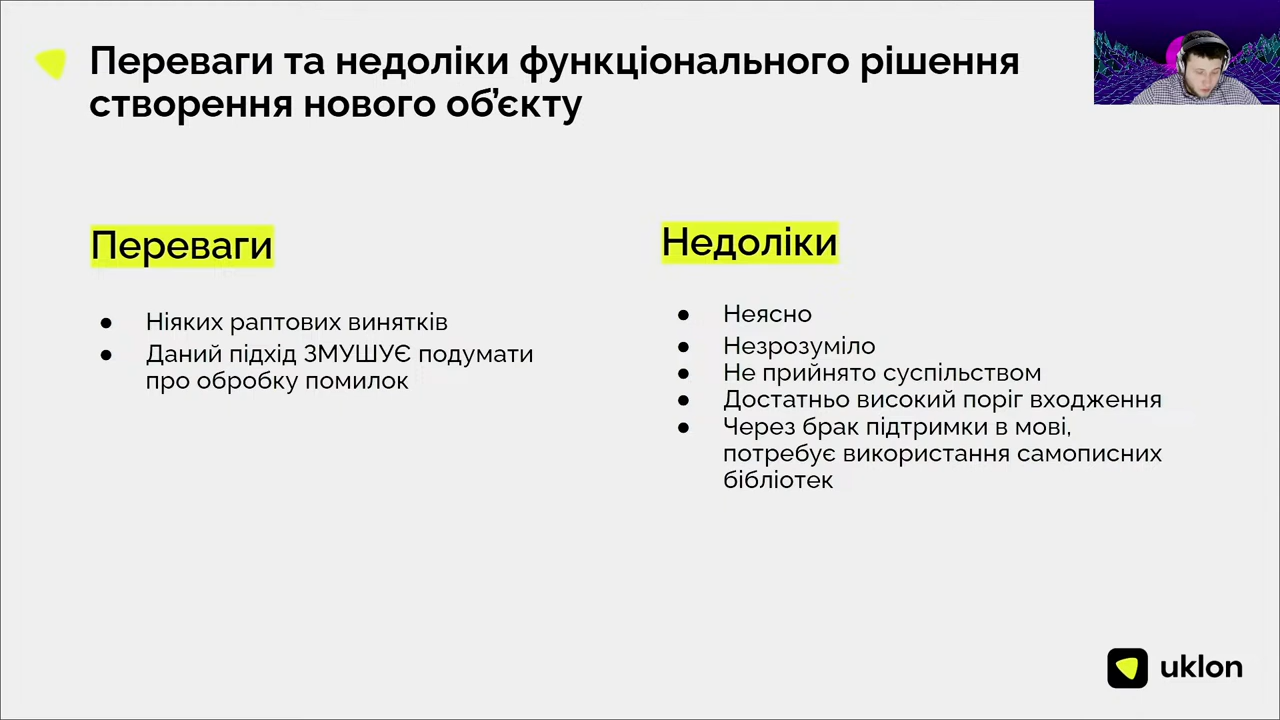 Переваги та недоліки функціонального рішення
створення нового об’єкту
Переваги
● Ніяких раптових винятків
● Даний підхід ЗМУШУЄ подумати
про обробку помилок
Недоліки
● Неясно
● Незрозуміло
● Не прийнято суспільством
● Достатньо високий поріг входження
● Через брак підтримки в мові,
потребує використання самописних
бібліотек
uklon